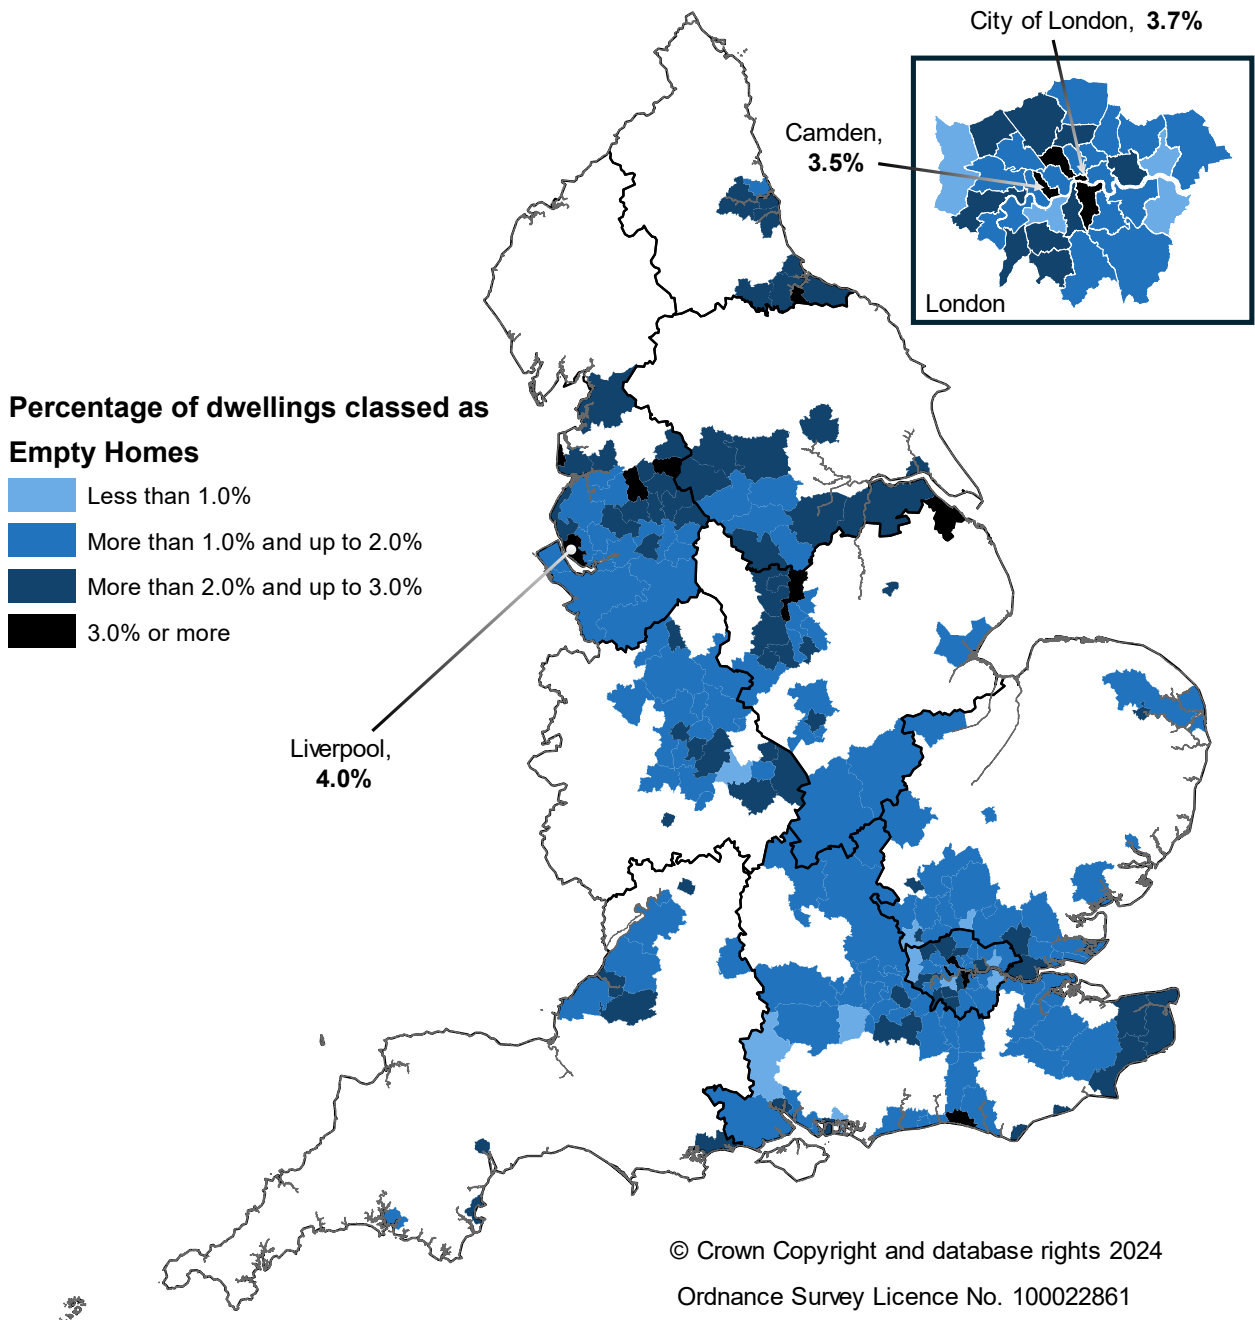 City of London, 3.7%
Camden,
3.5%
London
Percentage of dwellings classed as
Empty Homes
Less than 1.0%
More than 1.0% and up to 2.0%
More than 2.0% and up to 3.0%
3.0% or more
Liverpool,
4.0%
© Crown Copyright and database rights 2024
Ordnance Survey Licence No. 100022861